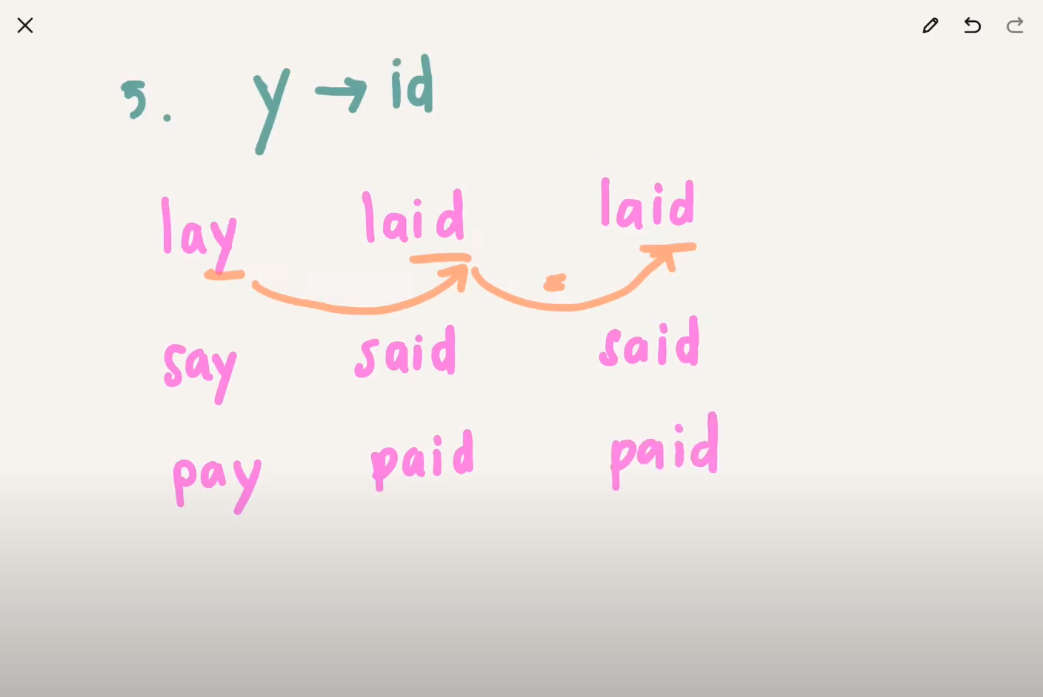 5. y → id
lay laid laid
=
say said said
pay paid paid